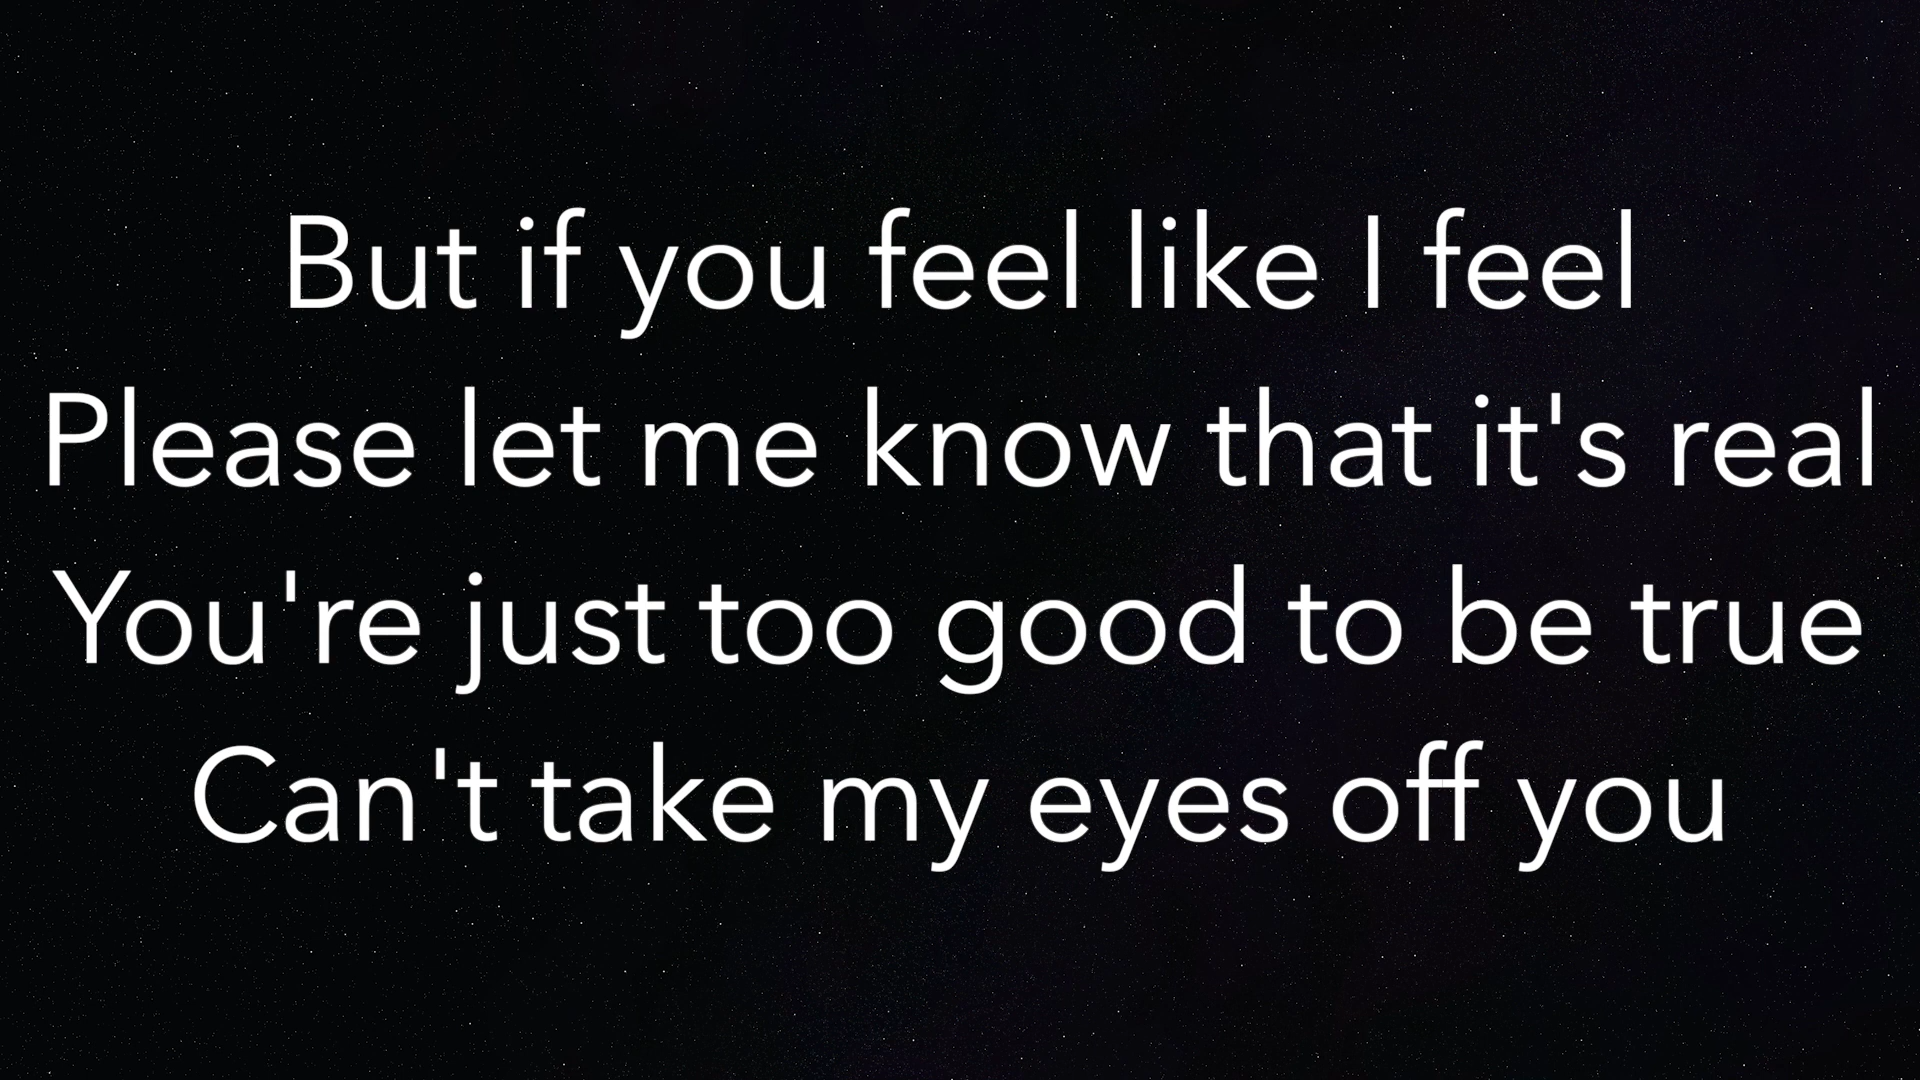 But if you feel like I feel
Please let me know that it's real
You're just too good to be true
Can't take my eyes off you